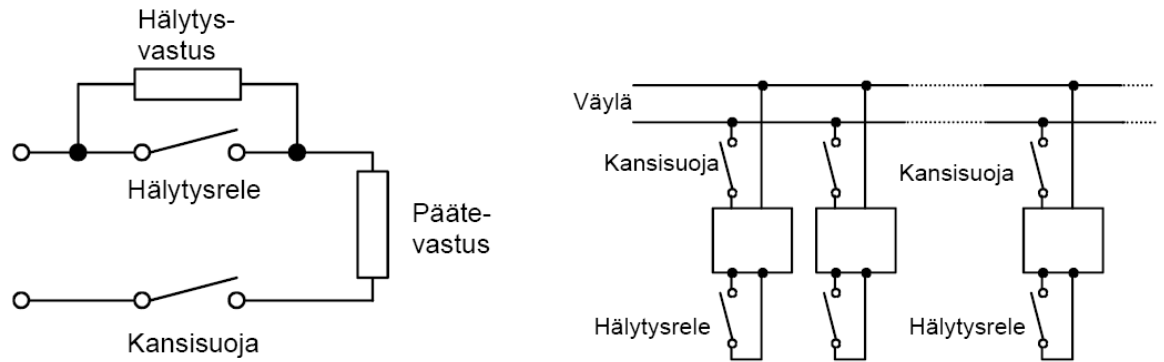 Hälytys-
vastus
Hälytysrele
Pääte-
vastus
Kansisuoja
Väylä
Kansisuoja
Kansisuoja
Hälytysrele
Hälytysrele